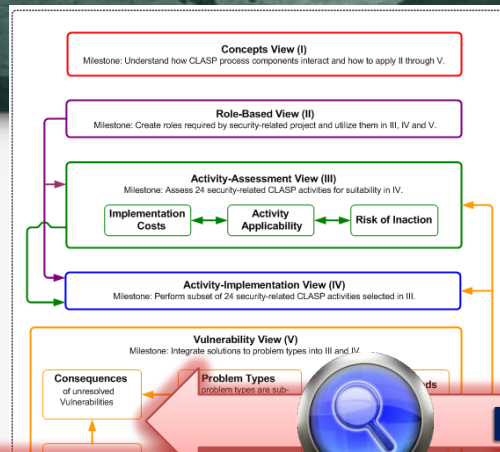 Concepts View (I)
Milestone: Understand how CLASP process components interact and how to apply II through V.
Role-Based View (II)
Milestone: Create roles required by security-related project and utilize them in III, IV and V.
Activity-Assessment View (III)
Milestone: Assess 24 security-related CLASP activities for suitability in IV.
Implementation
Costs
Activity
Applicability
Risk of Inaction
Activity-Implementation View (IV)
Milestone: Perform subset of 24 security-related CLASP activities selected in III.
Vulnerability View (V)
Milestone: Integrate solutions to problem types into III and IV.
Consequences
of unresolved
Vulnerabilities
Problem Types
problem types are sub-